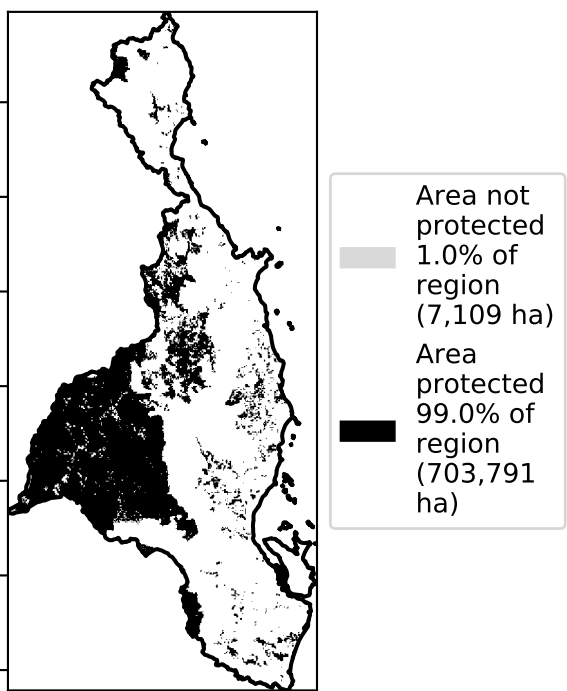 Area not
protected
1.0% of
region
(7,109 ha)
Area
protected
99.0% of
region
(703,791
ha)